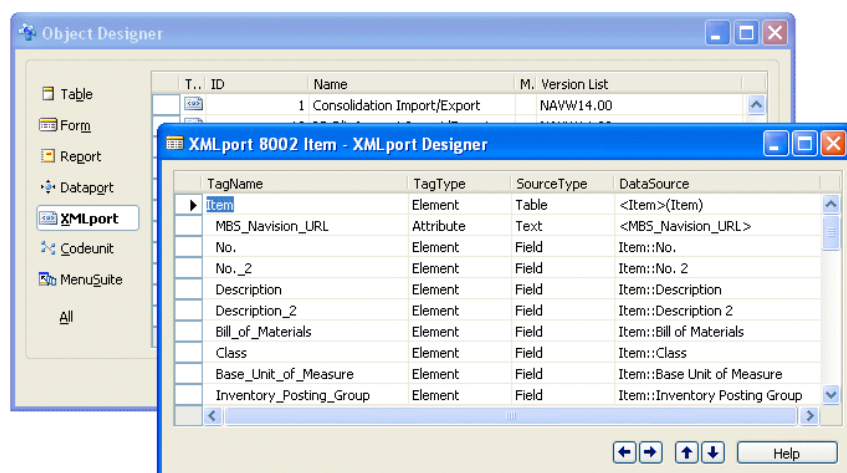 Object Designer
Table
Form
Report
Dataport
XMLport
Codeunit
MenuSuite
All
T.. ID Name M. Version List
1 Consolidation Import/Export NAVW14.00
XMLport 8002 Item - XMLport Designer
TagName TagType SourceType DataSource
Item Element Table <Item>(Item)
MBS_Navision_URL Attribute Text <MBS_Navision_URL>
No. Element Field Item::No.
No._2 Element Field Item::No. 2
Description Element Field Item::Description
Description_2 Element Field Item::Description 2
Bill_of_Materials Element Field Item::Bill of Materials
Class Element Field Item::Class
Base_Unit_of_Measure Element Field Item::Base Unit of Measure
Inventory_Posting_Group Element Field Item::Inventory Posting Group
Help